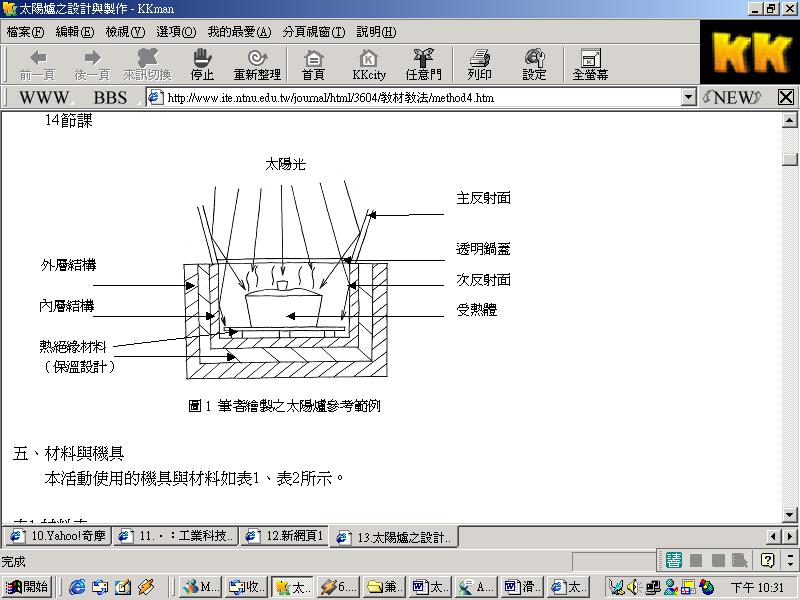 太陽爐之設計與製作 - KKman
檔案(F) 編輯(E) 檢視(V) 選項(O) 我的最愛(A) 分頁視窗(T) 說明(H)
前一頁 後一頁 來訊切換 停止 重新整理 首頁 KKcity 任意門 列印 設定 全螢幕
KK
WWW BBS http://www.ite.ntnu.edu.tw/journal/html/3604/教材教法/method4.htm NEW
14節課
太陽光
主反射面
透明鍋蓋
外層結構
次反射面
內層結構
受熱體
熱絕緣材料
（保溫設計）
圖 1 筆者繪製之太陽爐參考範例
五、材料與機具
本活動使用的機具與材料如表1、表2所示。
10.Yahoo!奇摩 11.‧：工業科技.. 12.新網頁1 13.太陽爐之設計..
完成
開始 M... 收.. 太.. 6.... 兼.. 太.. A... 滑.. 太.. 下午 10:31